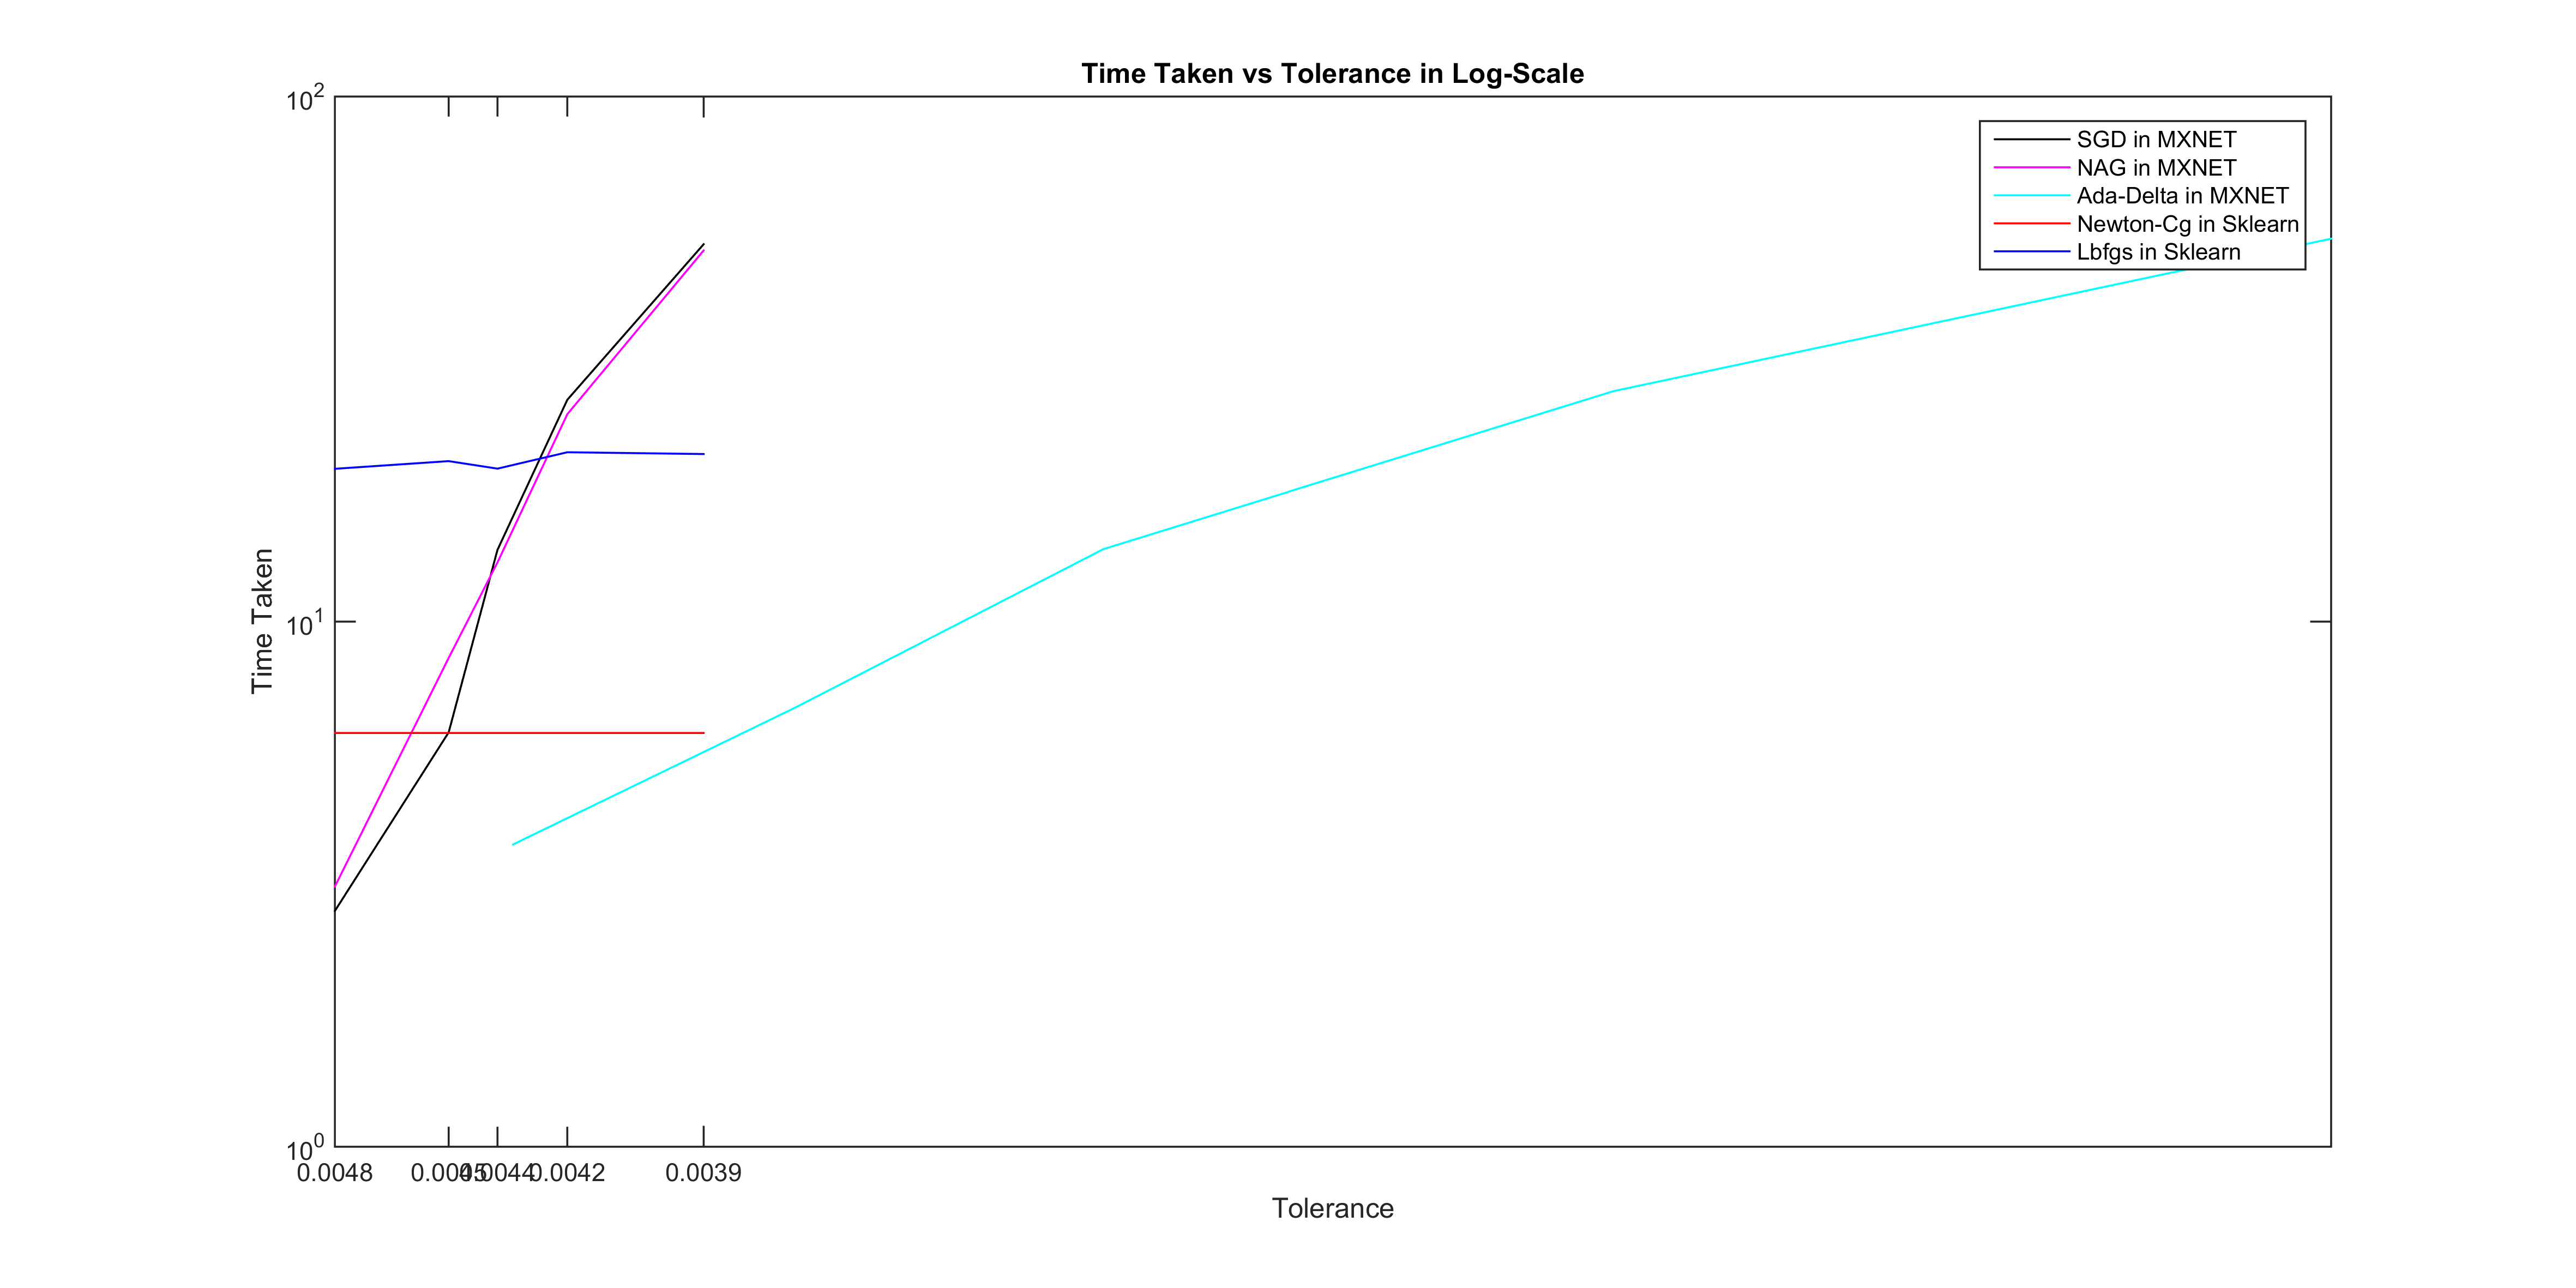 Time Taken vs Tolerance in Log-Scale
10^2
SGD in MXNET
NAG in MXNET
Ada-Delta in MXNET
Newton-Cg in Sklearn
Lbfgs in Sklearn
Time Taken
10^1
10^0
0.0048 0.0045 0.0044 0.0042 0.0039
Tolerance